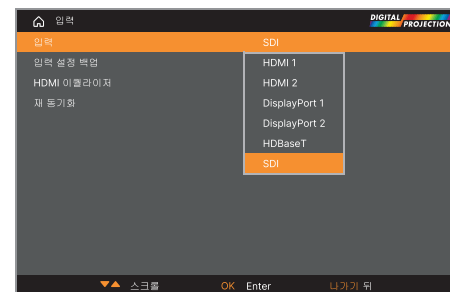 입력
DIGITAL PROJECTION
입력 SDI
입력 설정 백업 HDMI 1
HDMI 이퀄라이저 HDMI 2
재 동기화 DisplayPort 1
DisplayPort 2
HDBaseT
SDI
스크롤 OK Enter 나가기 뒤